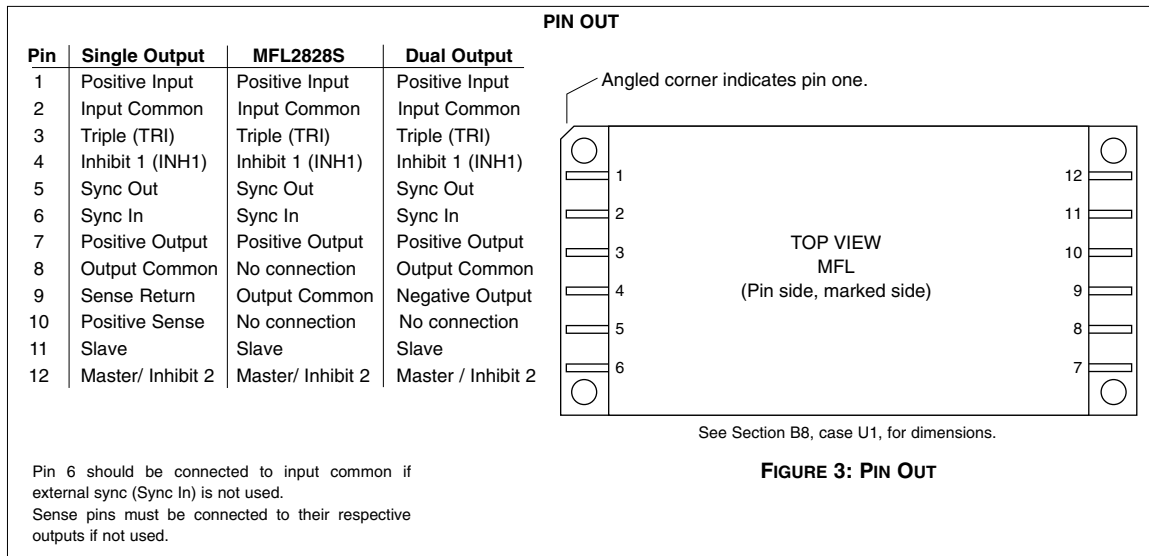 PIN OUT
Pin Single Output MFL2828S Dual Output
1 Positive Input Positive Input Positive Input
2 Input Common Input Common Input Common
3 Triple (TRI) Triple (TRI) Triple (TRI)
4 Inhibit 1 (INH1) Inhibit 1 (INH1) Inhibit 1 (INH1)
5 Sync Out Sync Out Sync Out
6 Sync In Sync In Sync In
7 Positive Output Positive Output Positive Output
8 Output Common No connection Output Common
9 Sense Return Output Common Negative Output
10 Positive Sense No connection No connection
11 Slave Slave Slave
12 Master/ Inhibit 2 Master/ Inhibit 2 Master / Inhibit 2
Pin 6 should be connected to input common if
external sync (Sync In) is not used.
Sense pins must be connected to their respective
outputs if not used.
Angled corner indicates pin one.
1 12
2 11
3 TOP VIEW 10
MFL
4 (Pin side, marked side) 9
5 8
6 7
See Section B8, case U1, for dimensions.
FIGURE 3: PIN OUT